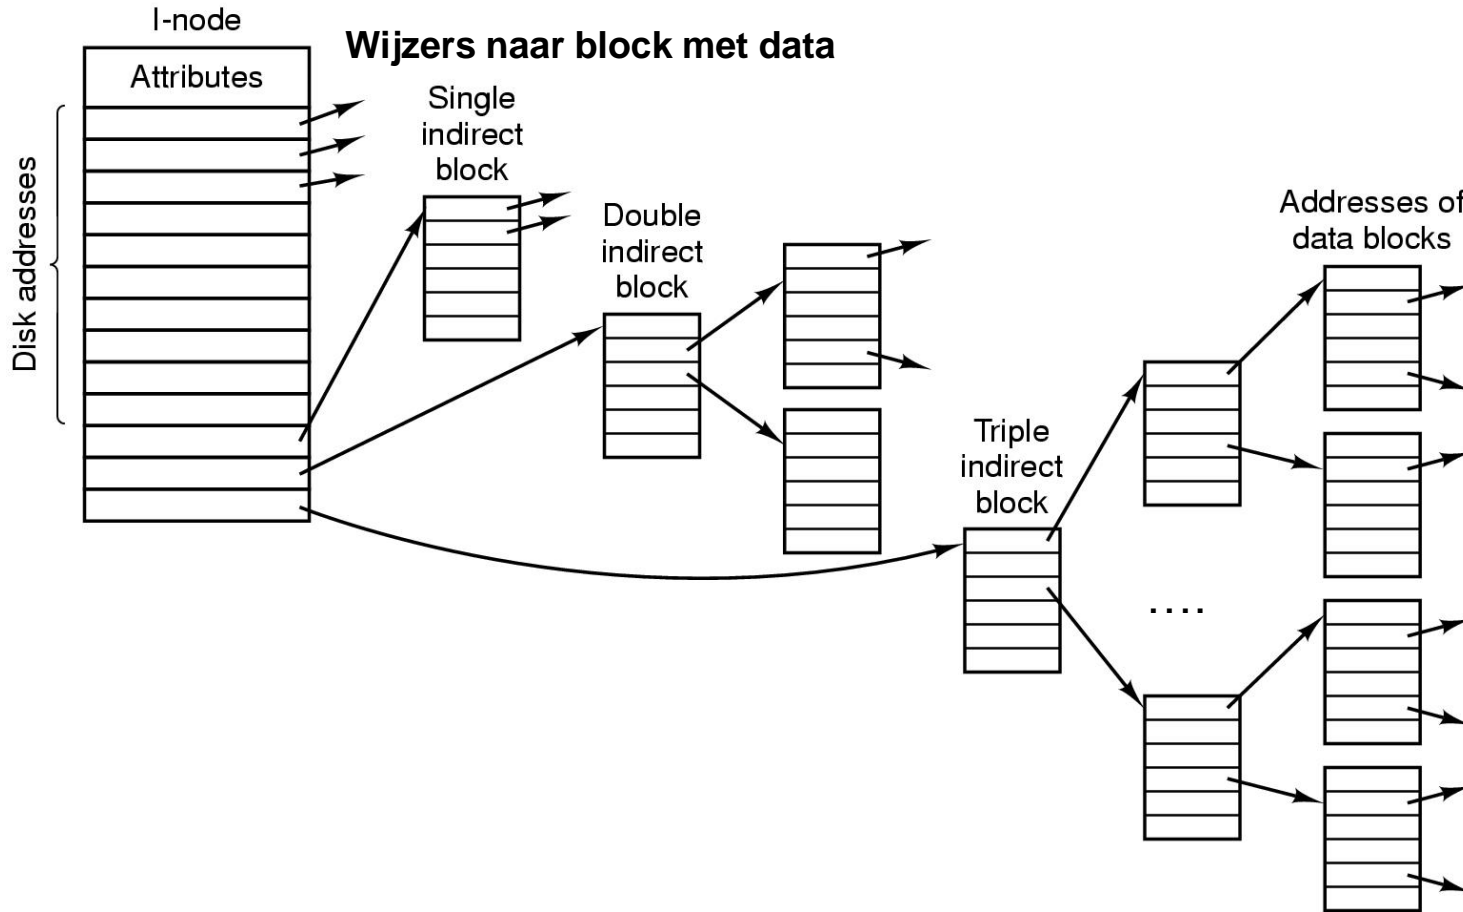 I-node
Wijzers naar block met data
Attributes
Disk addresses
Single
indirect
block
Double
indirect
block
Triple
indirect
block
Addresses of
data blocks
....